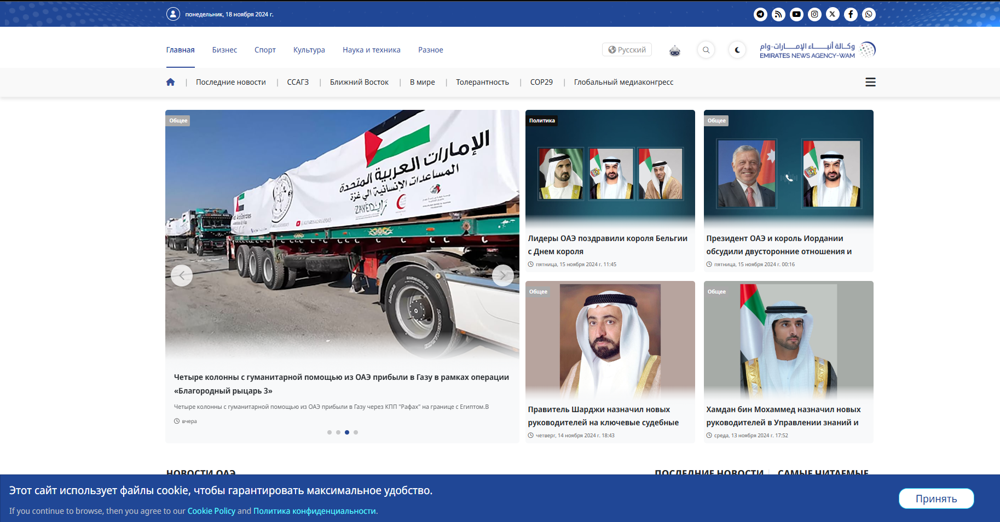 понедельник, 18 ноября 2024 г.
Главная
Бизнес
Спорт
Культура
Наука и техника
Разное
Русский
وكالة أنبـــــاء الإمـــارات-وام
EMIRATES NEWS AGENCY-WAM
Последние новости
ССАГЗ
Ближний Восток
В мире
Толерантность
COP29
Глобальный медиаконгресс
Общее
الإمارات العربية المتحدة
المساعدات الإنسانية الي غزة
ZAYED زايد
Четыре колонны с гуманитарной помощью из ОАЭ прибыли в Газу в рамках операции
«Благородный рыцарь 3»
Четыре колонны с гуманитарной помощью из ОАЭ прибыли в Газу через КПП "Рафах" на границе с Египтом.В
вчера
Политика
Лидеры ОАЭ поздравили короля Бельгии
с Днем короля
пятница, 15 ноября 2024 г. 11:45
Общее
Президент ОАЭ и король Иордании
обсудили двусторонние отношения и
пятница, 15 ноября 2024 г. 00:16
Общее
Правитель Шарджи назначил новых
руководителей на ключевые судебные
четверг, 14 ноября 2024 г. 18:43
Общее
Хамдан бин Мохаммед назначил новых
руководителей в Управлении знаний и
среда, 13 ноября 2024 г. 17:52
НОВОСТИ ОАЭ
ПОСЛЕДНИЕ НОВОСТИ
САМЫЕ ЧИТАЕМЫЕ
Этот сайт использует файлы cookie, чтобы гарантировать максимальное удобство.
If you continue to browse, then you agree to our Cookie Policy and Политика конфиденциальности.
Принять